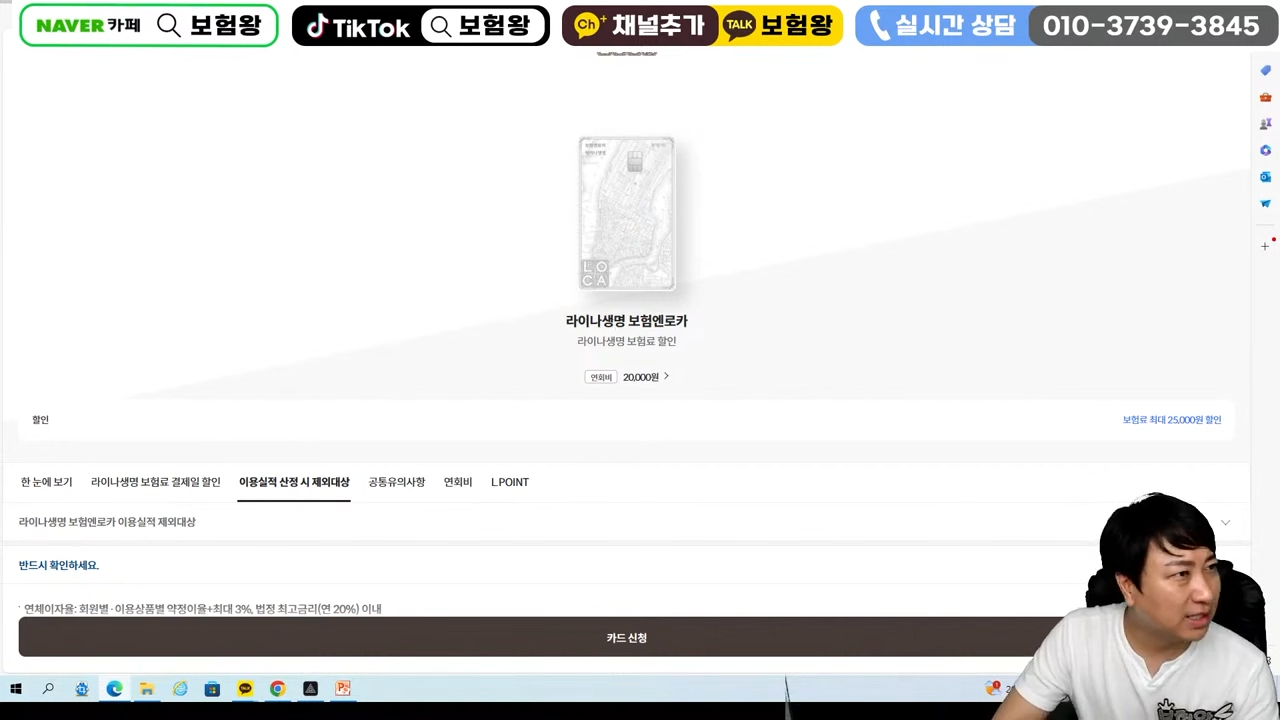 NAVER 카페 보험왕
TikTok 보험왕
Ch+ 채널추가 TALK 보험왕
실시간 상담 010-3739-3845
LO
CA
라이나생명 보험엔로카
라이나생명 보험료 할인
연회비 20,000원
할인
보험료 최대 25,000원 할인
한 눈에 보기 라이나생명 보험료 결제일 할인 이용실적 산정 시 제외대상 공통유의사항 연회비 L.POINT
라이나생명 보험엔로카 이용실적 제외대상
반드시 확인하세요.
· 연체이자율: 회원별·이용상품별 약정이율+최대 3%, 법정 최고금리(연 20%) 이내
카드 신청